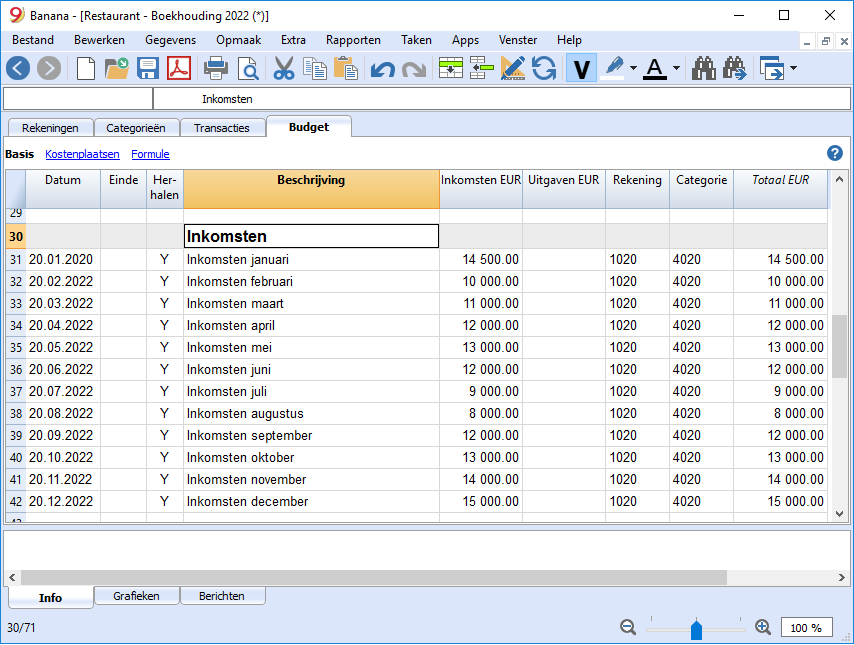 Banana - [Restaurant - Boekhouding 2022 (*)]
Bestand Bewerken Gegevens Opmaak Extra Rapporten Taken Apps Venster Help
V A
Inkomsten
Rekeningen Categorieën Transacties Budget
Basis Kostenplaatsen Formule ?
Datum Einde Her-halen Beschrijving Inkomsten EUR Uitgaven EUR Rekening Categorie Totaal EUR
29
30 Inkomsten
31 20.01.2020 Y Inkomsten januari 14 500.00 1020 4020 14 500.00
32 20.02.2022 Y Inkomsten februari 10 000.00 1020 4020 10 000.00
33 20.03.2022 Y Inkomsten maart 11 000.00 1020 4020 11 000.00
34 20.04.2022 Y Inkomsten april 12 000.00 1020 4020 12 000.00
35 20.05.2022 Y Inkomsten mei 13 000.00 1020 4020 13 000.00
36 20.06.2022 Y Inkomsten juni 12 000.00 1020 4020 12 000.00
37 20.07.2022 Y Inkomsten juli 9 000.00 1020 4020 9 000.00
38 20.08.2022 Y Inkomsten augustus 8 000.00 1020 4020 8 000.00
39 20.09.2022 Y Inkomsten september 12 000.00 1020 4020 12 000.00
40 20.10.2022 Y Inkomsten oktober 13 000.00 1020 4020 13 000.00
41 20.11.2022 Y Inkomsten november 14 000.00 1020 4020 14 000.00
42 20.12.2022 Y Inkomsten december 15 000.00 1020 4020 15 000.00
Info Grafieken Berichten
30/71 100 %